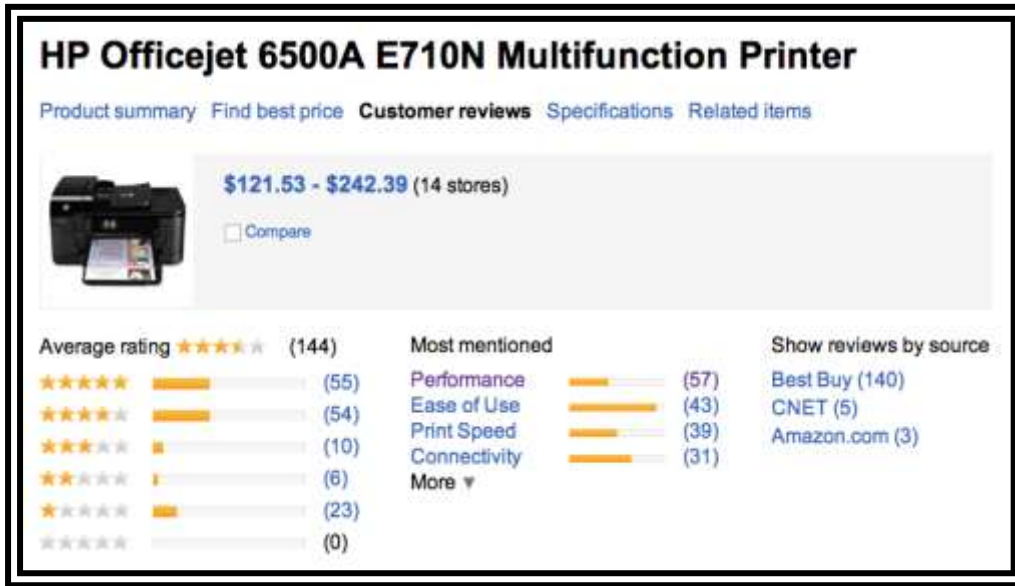 HP Officejet 6500A E710N Multifunction Printer
Product summary Find best price Customer reviews Specifications Related items
$121.53 - $242.39 (14 stores)
Compare
Average rating (144)
(55)
(54)
(10)
(6)
(23)
(0)
Most mentioned
Performance (57)
Ease of Use (43)
Print Speed (39)
Connectivity (31)
More ▼
Show reviews by source
Best Buy (140)
CNET (5)
Amazon.com (3)